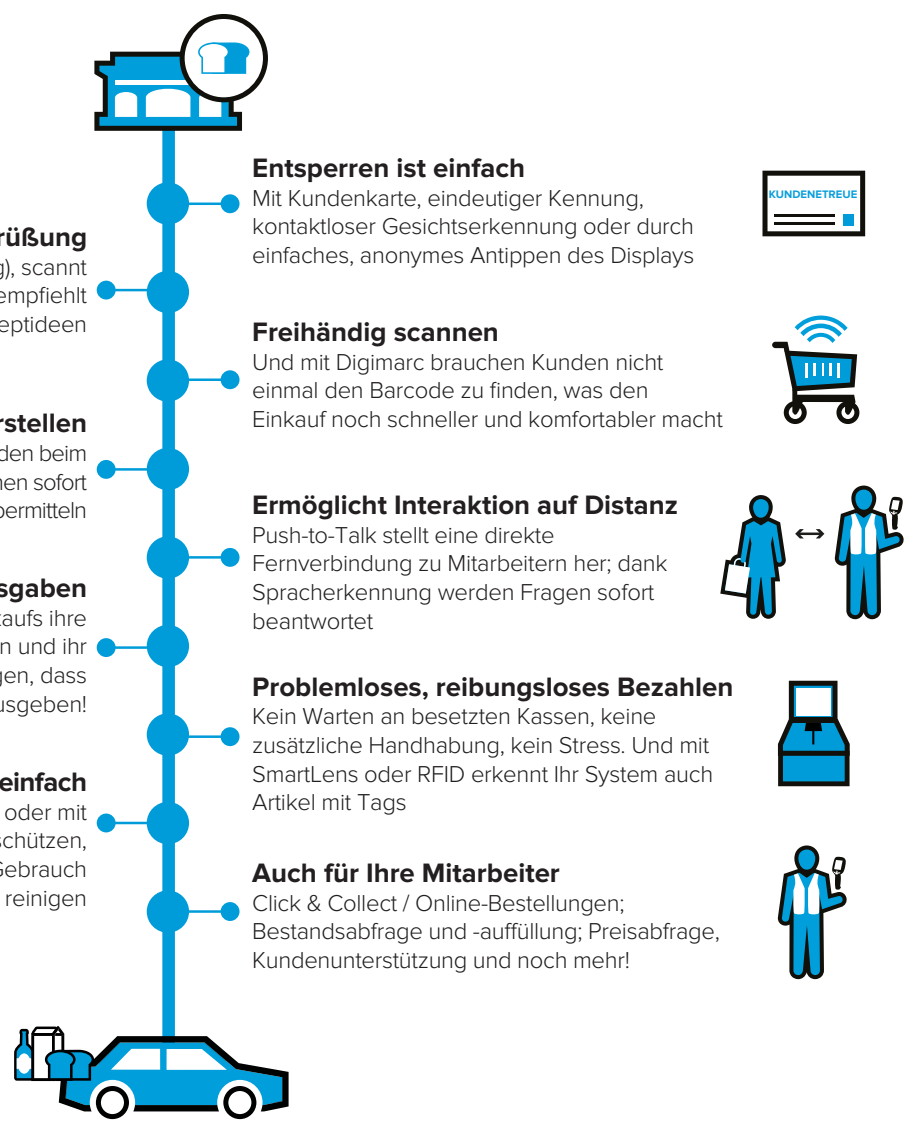 Entsperren ist einfach
Mit Kundenkarte, eindeutiger Kennung,
kontaktloser Gesichtserkennung oder durch
einfaches, anonymes Antippen des Displays
KUNDENETREUE
rüßung
g), scannt
empfiehlt
eptideen
Freihändig scannen
Und mit Digimarc brauchen Kunden nicht
einmal den Barcode zu finden, was den
Einkauf noch schneller und komfortabler macht
rstellen
den beim
nen sofort
bermitteln
Ermöglicht Interaktion auf Distanz
Push-to-Talk stellt eine direkte
Fernverbindung zu Mitarbeitern her; dank
Spracherkennung werden Fragen sofort
beantwortet
sgaben
aufs ihre
n und ihr
gen, dass
usgeben!
Problemloses, reibungsloses Bezahlen
Kein Warten an besetzten Kassen, keine
zusätzliche Handhabung, kein Stress. Und mit
SmartLens oder RFID erkennt Ihr System auch
Artikel mit Tags
einfach
oder mit
schützen,
Gebrauch
reinigen
Auch für Ihre Mitarbeiter
Click & Collect / Online-Bestellungen;
Bestandsabfrage und -auffüllung; Preisabfrage,
Kundenunterstützung und noch mehr!